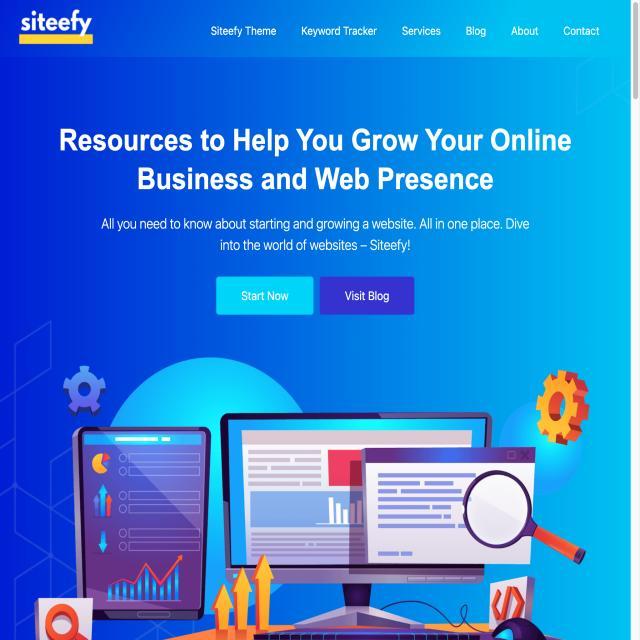 siteefy
Siteefy Theme
Keyword Tracker
Services
Blog
About
Contact
Resources to Help You Grow Your Online
Business and Web Presence
All you need to know about starting and growing a website. All in one place. Dive
into the world of websites – Siteefy!
Start Now
Visit Blog